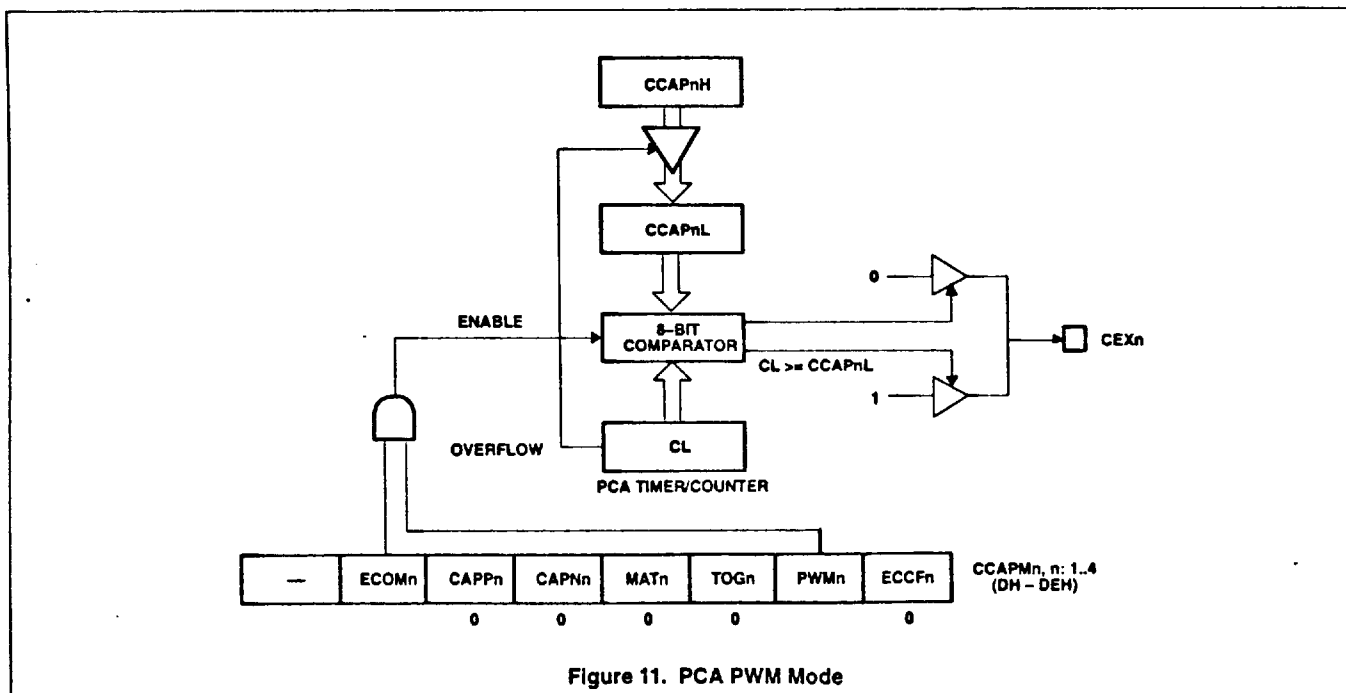 CCAPnH
CCAPnL
0
ENABLE
8–BIT
COMPARATOR
CEXn
CL >= CCAPnL
1
OVERFLOW
CL
PCA TIMER/COUNTER
— ECOMn CAPPn CAPNn MATn TOGn PWMn ECCFn
CCAPMn, n: 1..4
(DH – DEH)
0 0 0 0 0
Figure 11. PCA PWM Mode